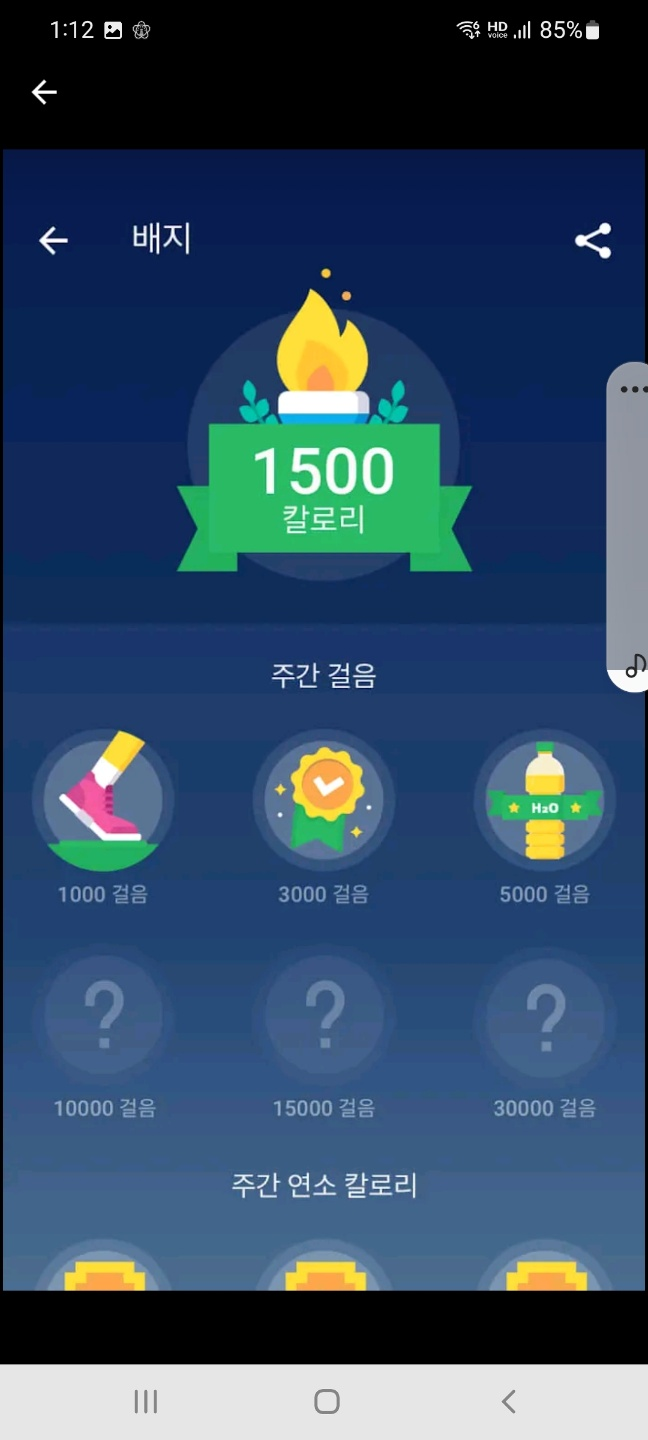 1:12
HD
voice
85%
배지
1500
칼로리
주간 걸음
H₂O
1000 걸음
3000 걸음
5000 걸음
?
?
?
10000 걸음
15000 걸음
30000 걸음
주간 연소 칼로리